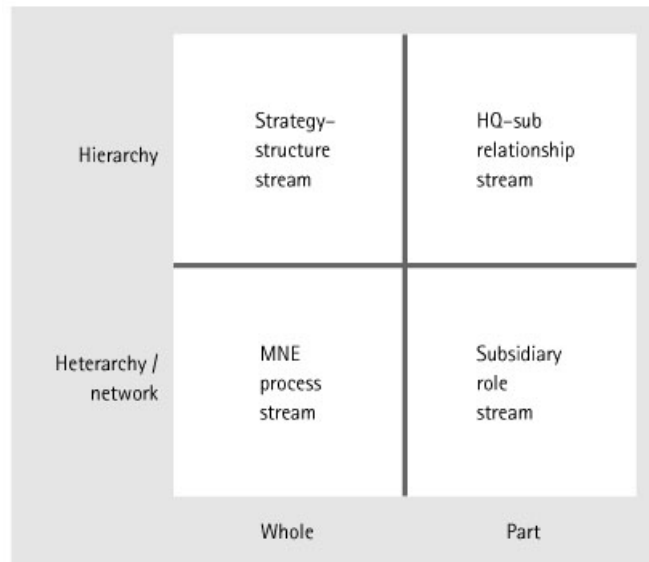 Hierarchy
Strategy–
structure
stream
HQ–sub
relationship
stream
Heterarchy /
network
MNE
process
stream
Subsidiary
role
stream
Whole
Part